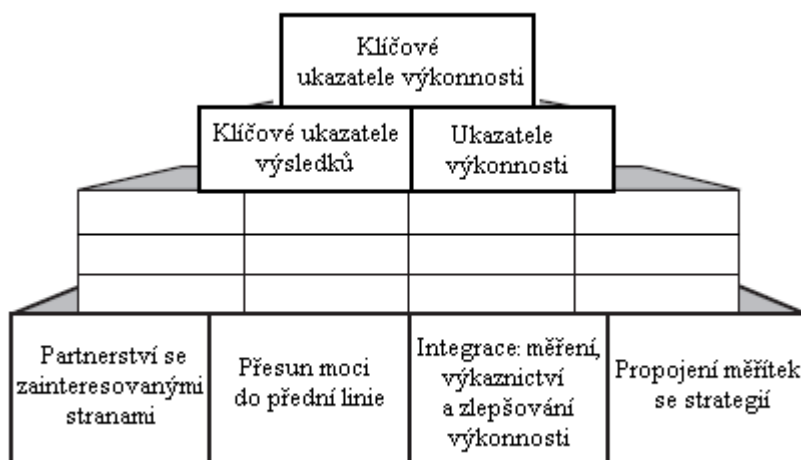 Klíčové
ukazatele výkonnosti
Klíčové ukazatele
výsledků
Ukazatele
výkonnosti
Partnerství se
zainteresovanými
stranami
Přesun moci
do přední linie
Integrace: měření,
výkaznictví
a zlepšování
výkonnosti
Propojení měřítek
se strategií